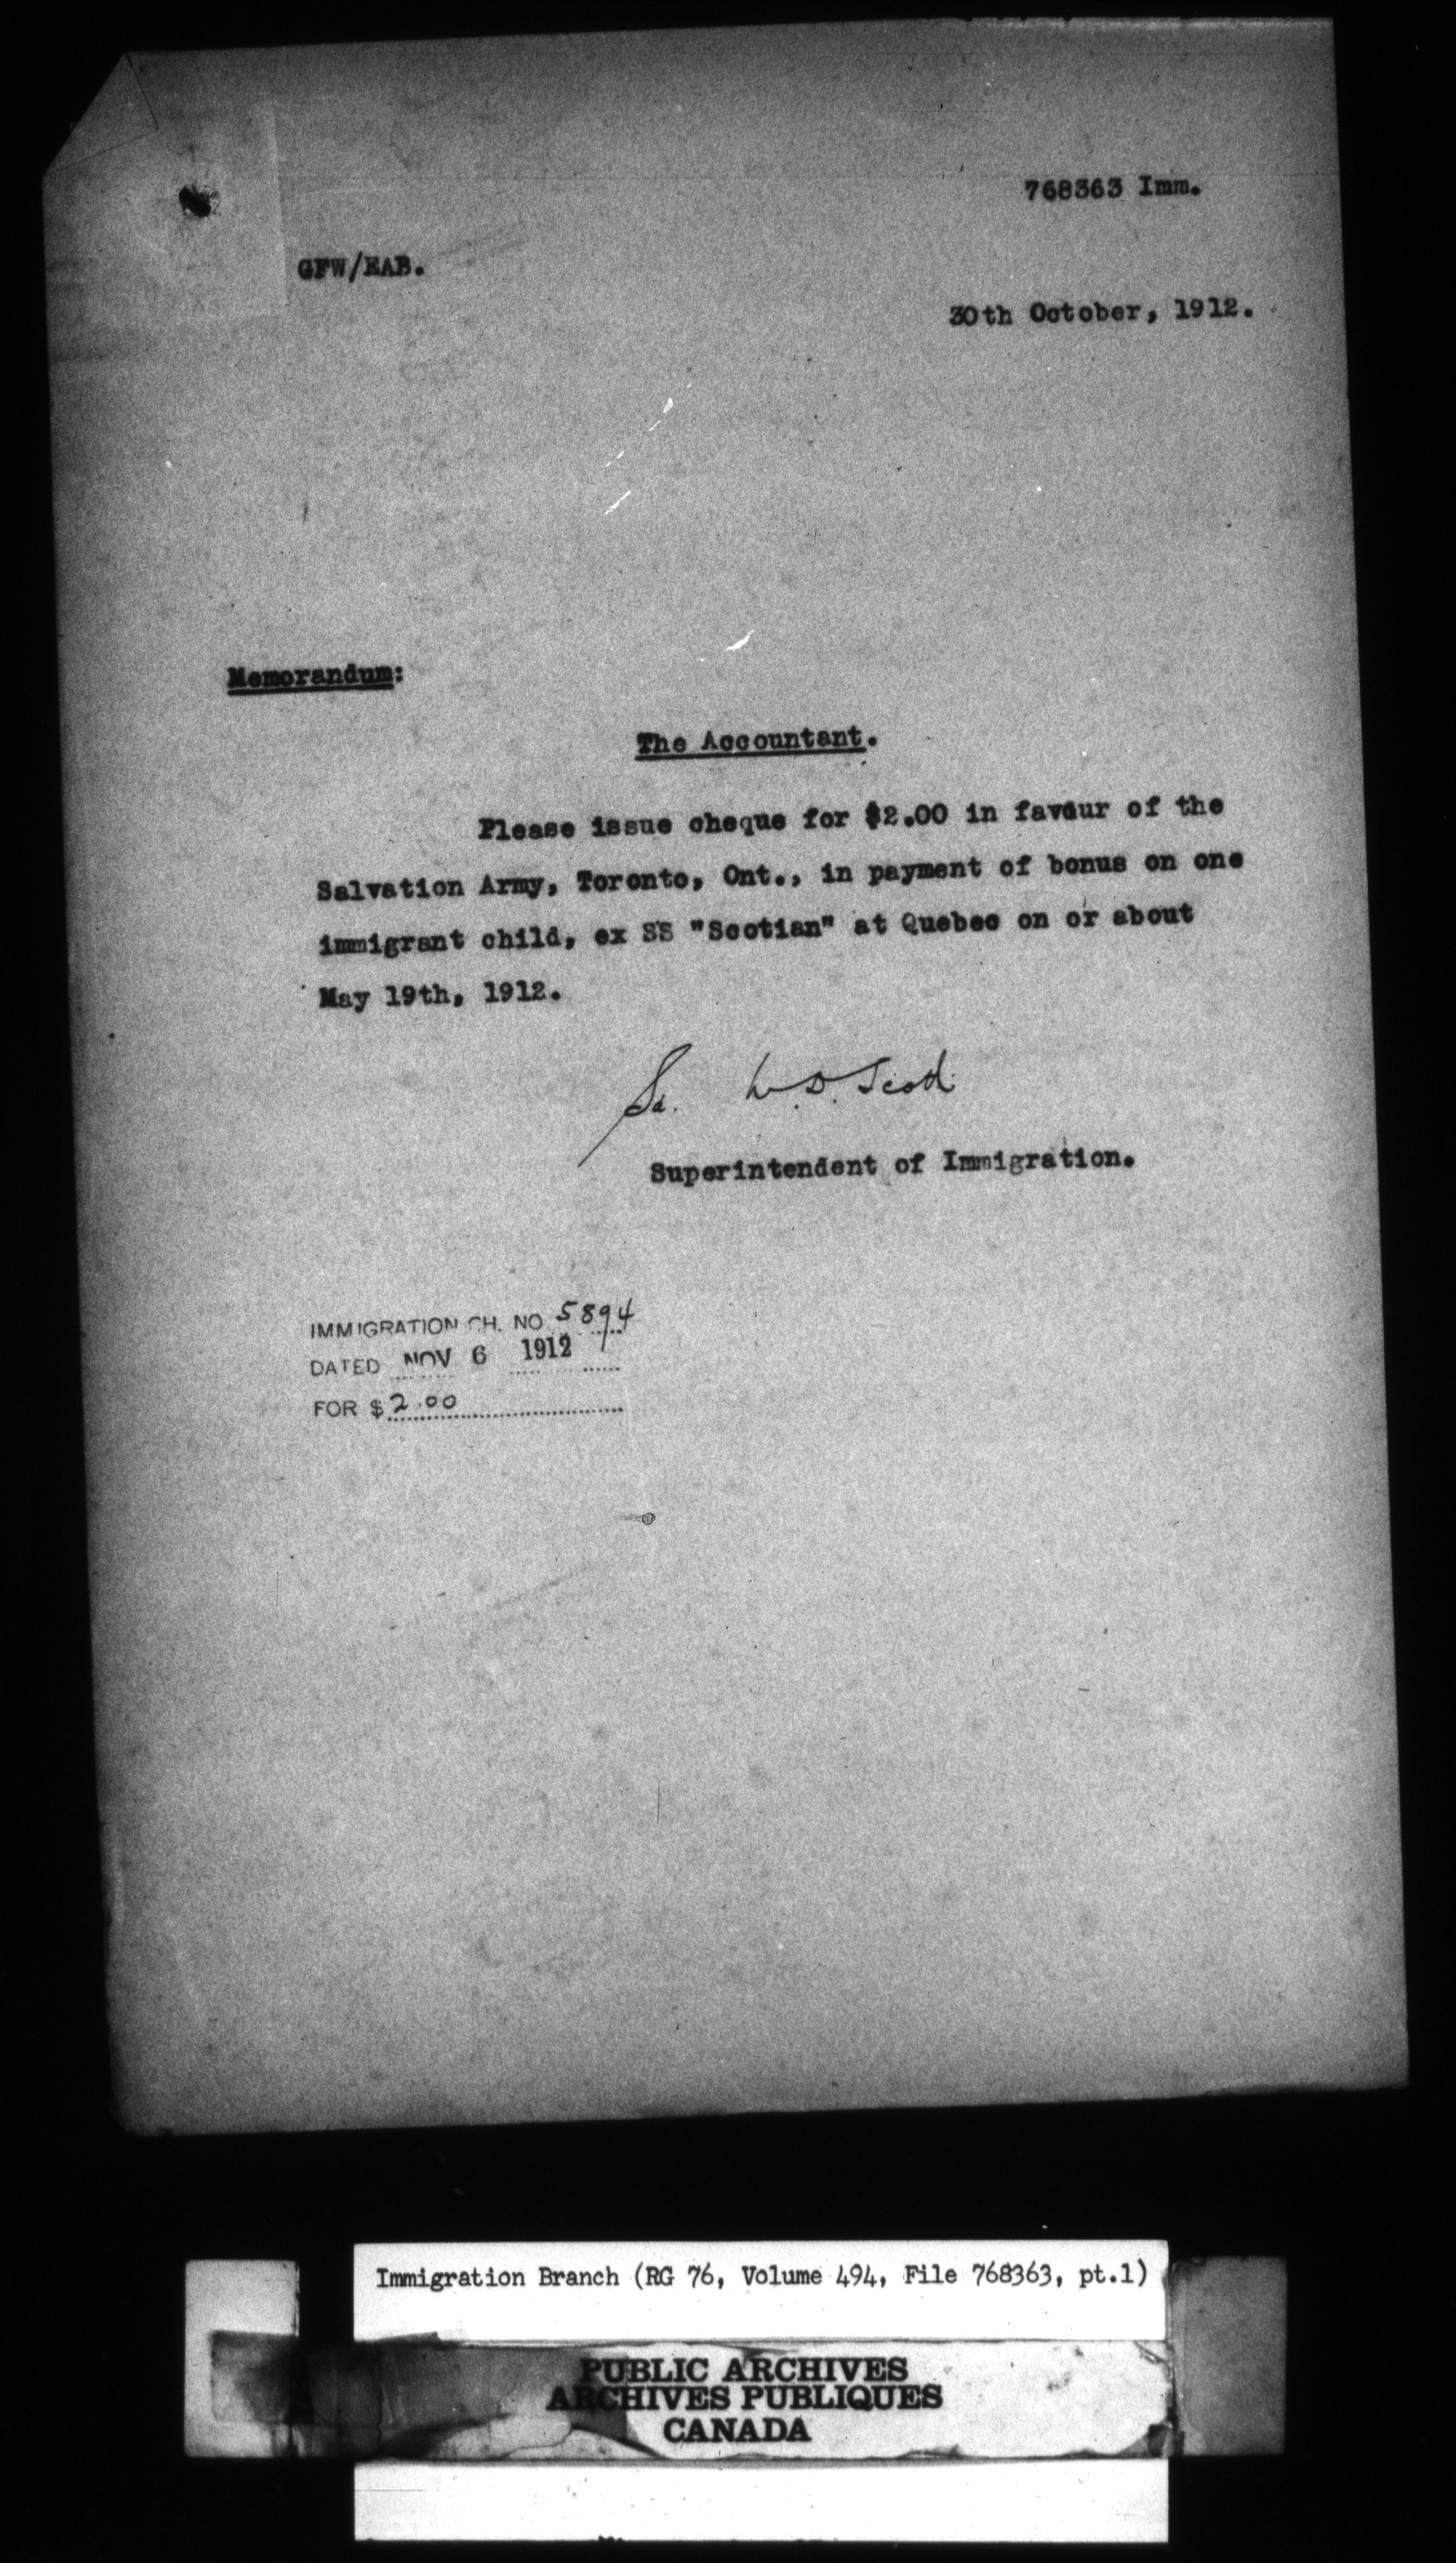 768363 Imm.
GFW/EAB.
30th October, 1912.
Memorandum:
The Accountant.
Please issue cheque for $2.00 in favour of the
Salvation Army, Toronto, Ont., in payment of bonus on one
immigrant child, ex SS "Scotian" at Quebec on or about
May 19th, 1912.
Sd. W.D. Scott
Superintendent of Immigration.
IMMIGRATION CH. NO 5894
DATED NOV 6 1912
FOR $ 2.00
Immigration Branch (RG 76, Volume 494, File 768363, pt.1)
PUBLIC ARCHIVES
ARCHIVES PUBLIQUES
CANADA